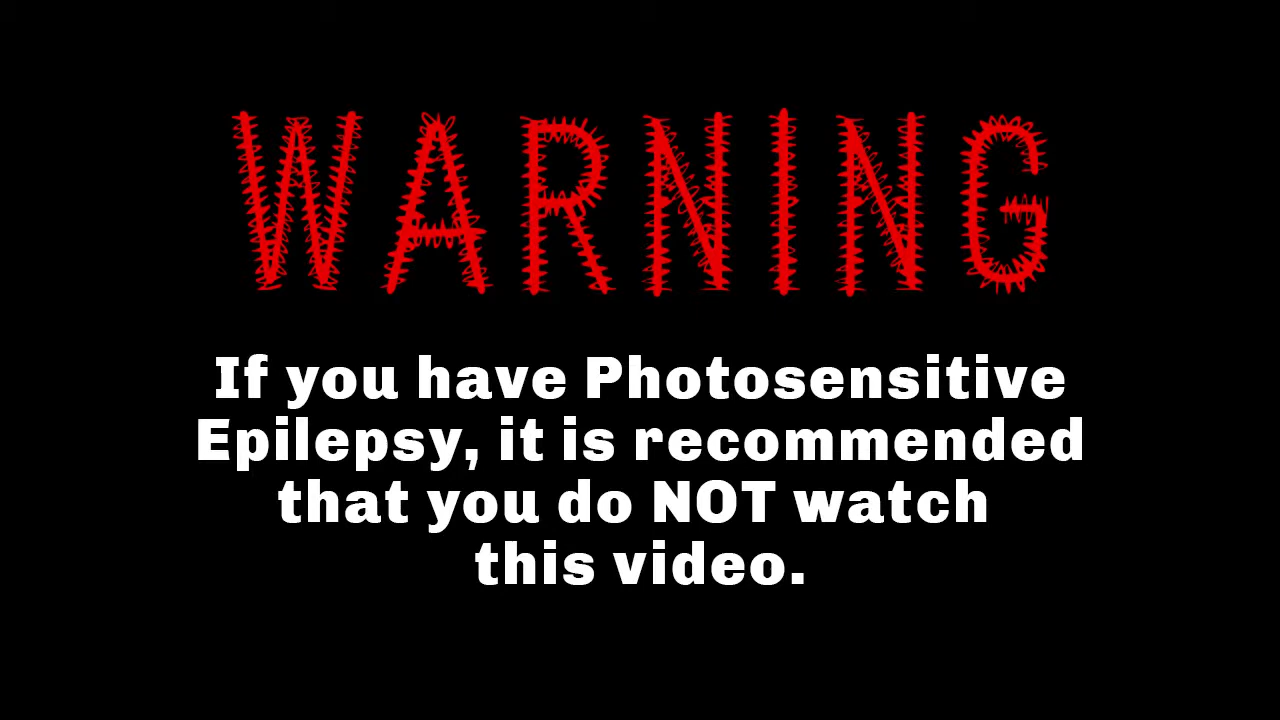 WARNING
If you have Photosensitive
Epilepsy, it is recommended
that you do NOT watch
this video.